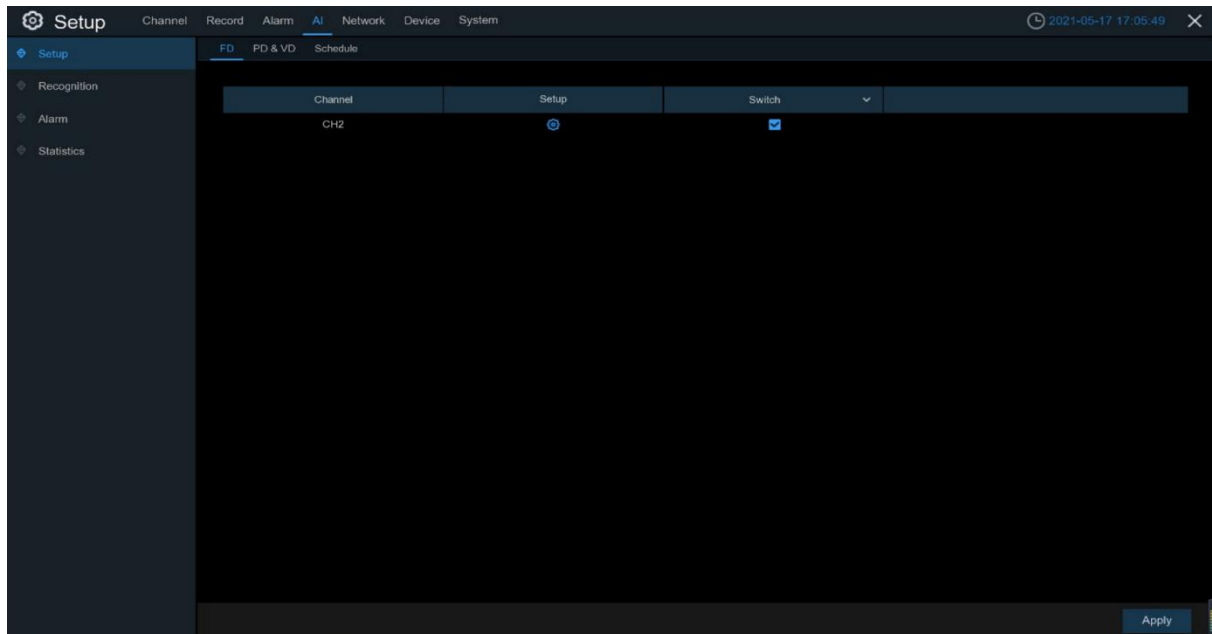 Setup Channel Record Alarm AI Network Device System 2021-05-17 17:05:49
Setup
Recognition
Alarm
Statistics
FD PD & VD Schedule
Channel Setup Switch
CH2
Apply